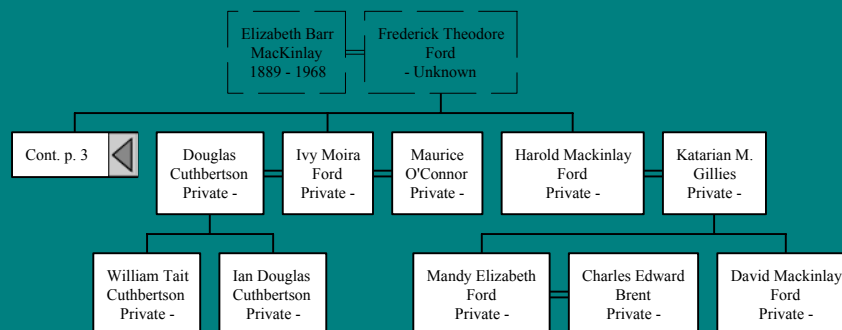 Elizabeth Barr
MacKinlay
1889 - 1968
Frederick Theodore
Ford
- Unknown
Cont. p. 3
Douglas
Cuthbertson
Private -
Ivy Moira
Ford
Private -
Maurice
O'Connor
Private -
Harold Mackinlay
Ford
Private -
Katarian M.
Gillies
Private -
William Tait
Cuthbertson
Private -
Ian Douglas
Cuthbertson
Private -
Mandy Elizabeth
Ford
Private -
Charles Edward
Brent
Private -
David Mackinlay
Ford
Private -